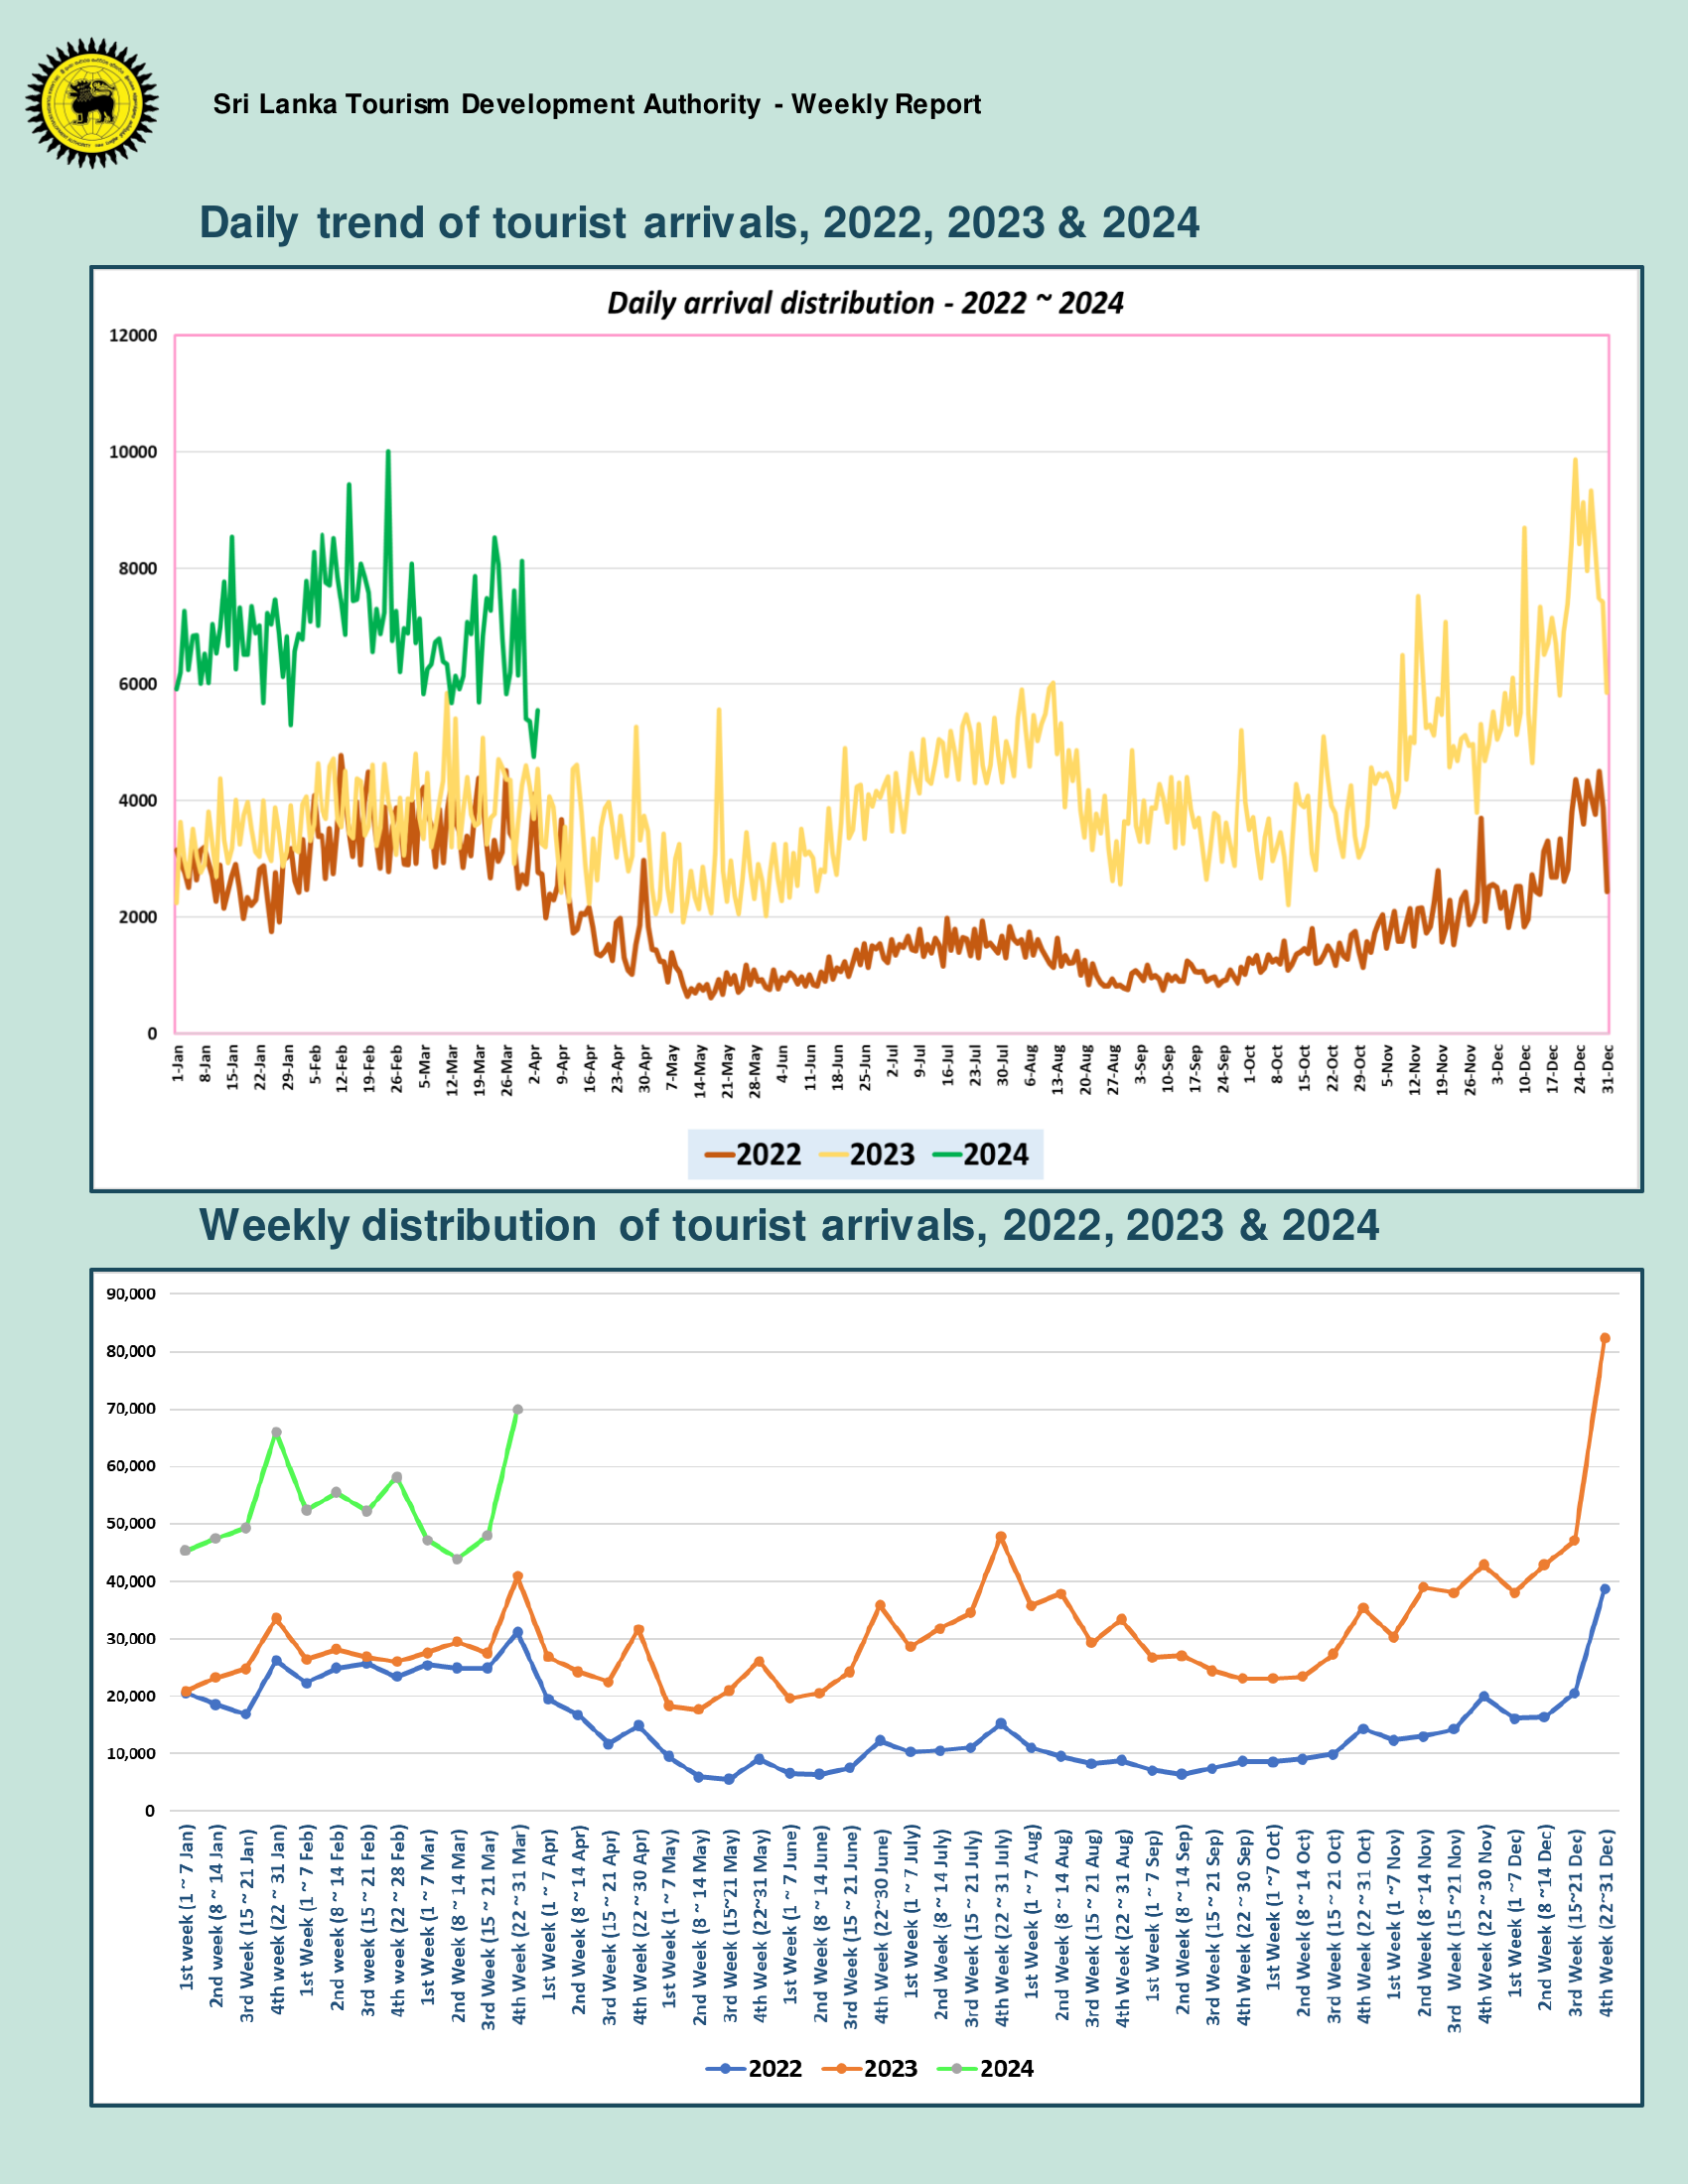 Sri Lanka Tourism Development Authority - Weekly Report
Daily trend of tourist arrivals, 2022, 2023 & 2024
Daily arrival distribution - 2022 ~ 2024
12000
10000
8000
6000
4000
2000
0
1-Jan
8-Jan
15-Jan
22-Jan
29-Jan
5-Feb
12-Feb
19-Feb
26-Feb
5-Mar
12-Mar
19-Mar
26-Mar
2-Apr
9-Apr
16-Apr
23-Apr
30-Apr
7-May
14-May
21-May
28-May
4-Jun
11-Jun
18-Jun
25-Jun
2-Jul
9-Jul
16-Jul
23-Jul
30-Jul
6-Aug
13-Aug
20-Aug
27-Aug
3-Sep
10-Sep
17-Sep
24-Sep
1-Oct
8-Oct
15-Oct
22-Oct
29-Oct
5-Nov
12-Nov
19-Nov
26-Nov
3-Dec
10-Dec
17-Dec
24-Dec
31-Dec
2022 2023 2024
Weekly distribution of tourist arrivals, 2022, 2023 & 2024
90,000
80,000
70,000
60,000
50,000
40,000
30,000
20,000
10,000
0
1st week (1 ~ 7 Jan)
2nd week (8 ~ 14 Jan)
3rd Week (15 ~ 21 Jan)
4th week (22 ~ 31 Jan)
1st Week (1 ~ 7 Feb)
2nd week (8 ~ 14 Feb)
3rd week (15 ~ 21 Feb)
4th week (22 ~ 28 Feb)
1st Week (1 ~ 7 Mar)
2nd Week (8 ~ 14 Mar)
3rd Week (15 ~ 21 Mar)
4th Week (22 ~ 31 Mar)
1st Week (1 ~ 7 Apr)
2nd Week (8 ~ 14 Apr)
3rd Week (15 ~ 21 Apr)
4th Week (22 ~ 30 Apr)
1st Week (1 ~ 7 May)
2nd Week (8 ~ 14 May)
3rd Week (15~21 May)
4th Week (22~31 May)
1st Week (1 ~ 7 June)
2nd Week (8 ~ 14 June)
3rd Week (15 ~ 21 June)
4th Week (22~30 June)
1st Week (1 ~ 7 July)
2nd Week (8 ~ 14 July)
3rd Week (15 ~ 21 July)
4th Week (22 ~ 31 July)
1st Week (1 ~ 7 Aug)
2nd Week (8 ~ 14 Aug)
3rd Week (15 ~ 21 Aug)
4th Week (22 ~ 31 Aug)
1st Week (1 ~ 7 Sep)
2nd Week (8 ~ 14 Sep)
3rd Week (15 ~ 21 Sep)
4th Week (22 ~ 30 Sep)
1st Week (1 ~7 Oct)
2nd Week (8 ~ 14 Oct)
3rd Week (15 ~ 21 Oct)
4th Week (22 ~ 31 Oct)
1st Week (1 ~7 Nov)
2nd Week (8 ~14 Nov)
3rd Week (15 ~21 Nov)
4th Week (22 ~ 30 Nov)
1st Week (1 ~7 Dec)
2nd Week (8 ~14 Dec)
3rd Week (15~21 Dec)
4th Week (22~31 Dec)
2022 2023 2024